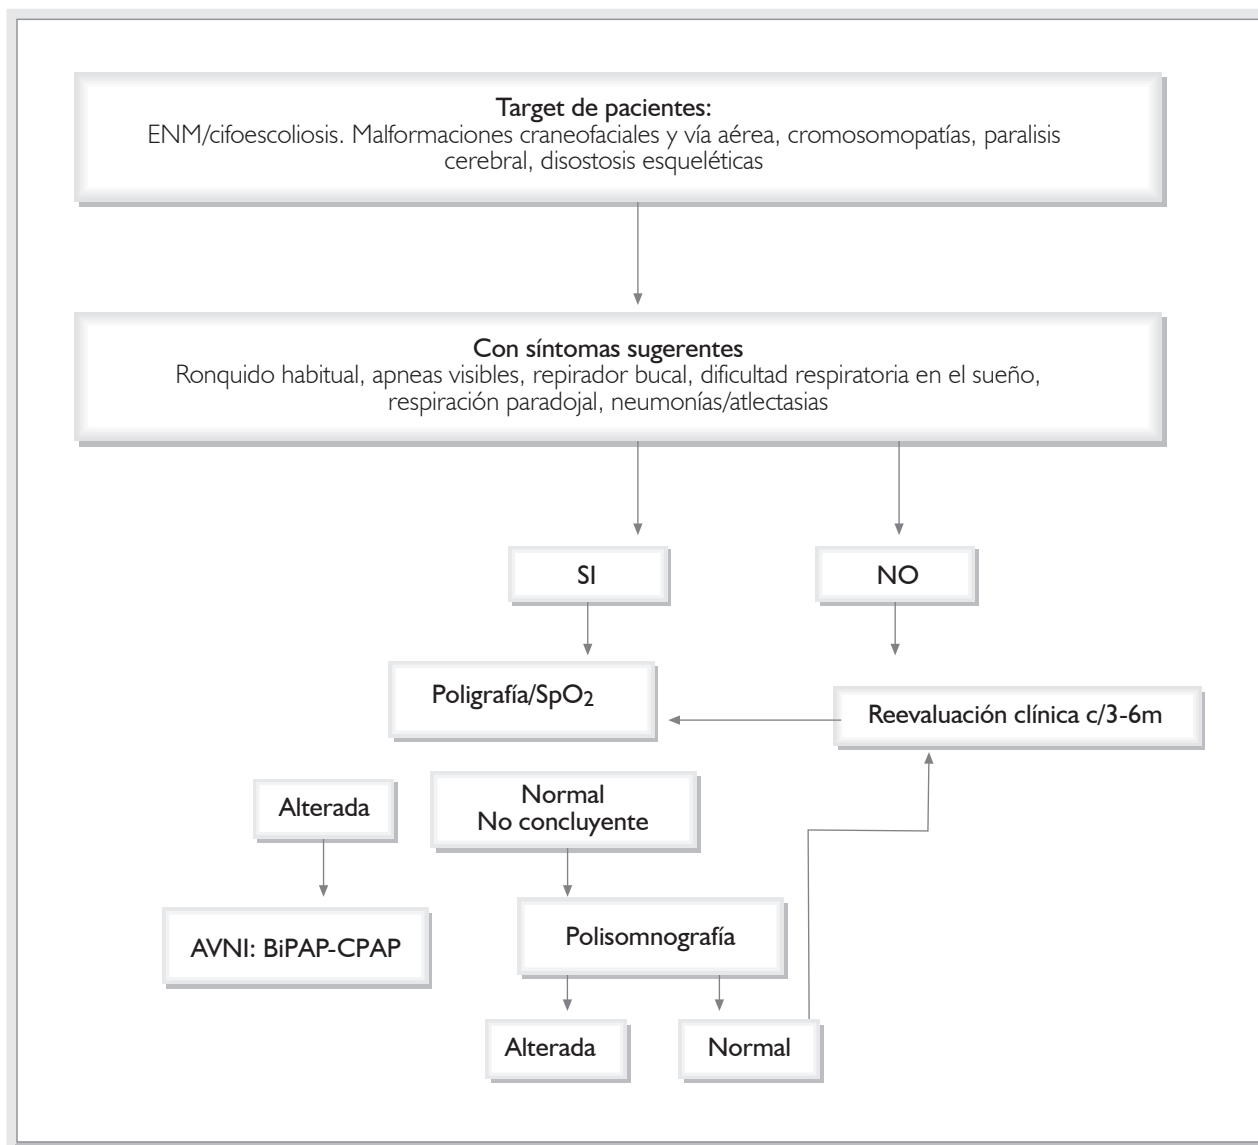 Target de pacientes:
ENM/cifoescoliosis. Malformaciones craneofaciales y vía aérea, cromosomopatías, paralisis
cerebral, disostosis esqueléticas
Con síntomas sugerentes
Ronquido habitual, apneas visibles, repirador bucal, dificultad respiratoria en el sueño,
respiración paradojal, neumonías/atlectasias
SI
NO
Poligrafía/SpO₂
Reevaluación clínica c/3-6m
Alterada
Normal
No concluyente
AVNI: BiPAP-CPAP
Polisomnografía
Alterada
Normal